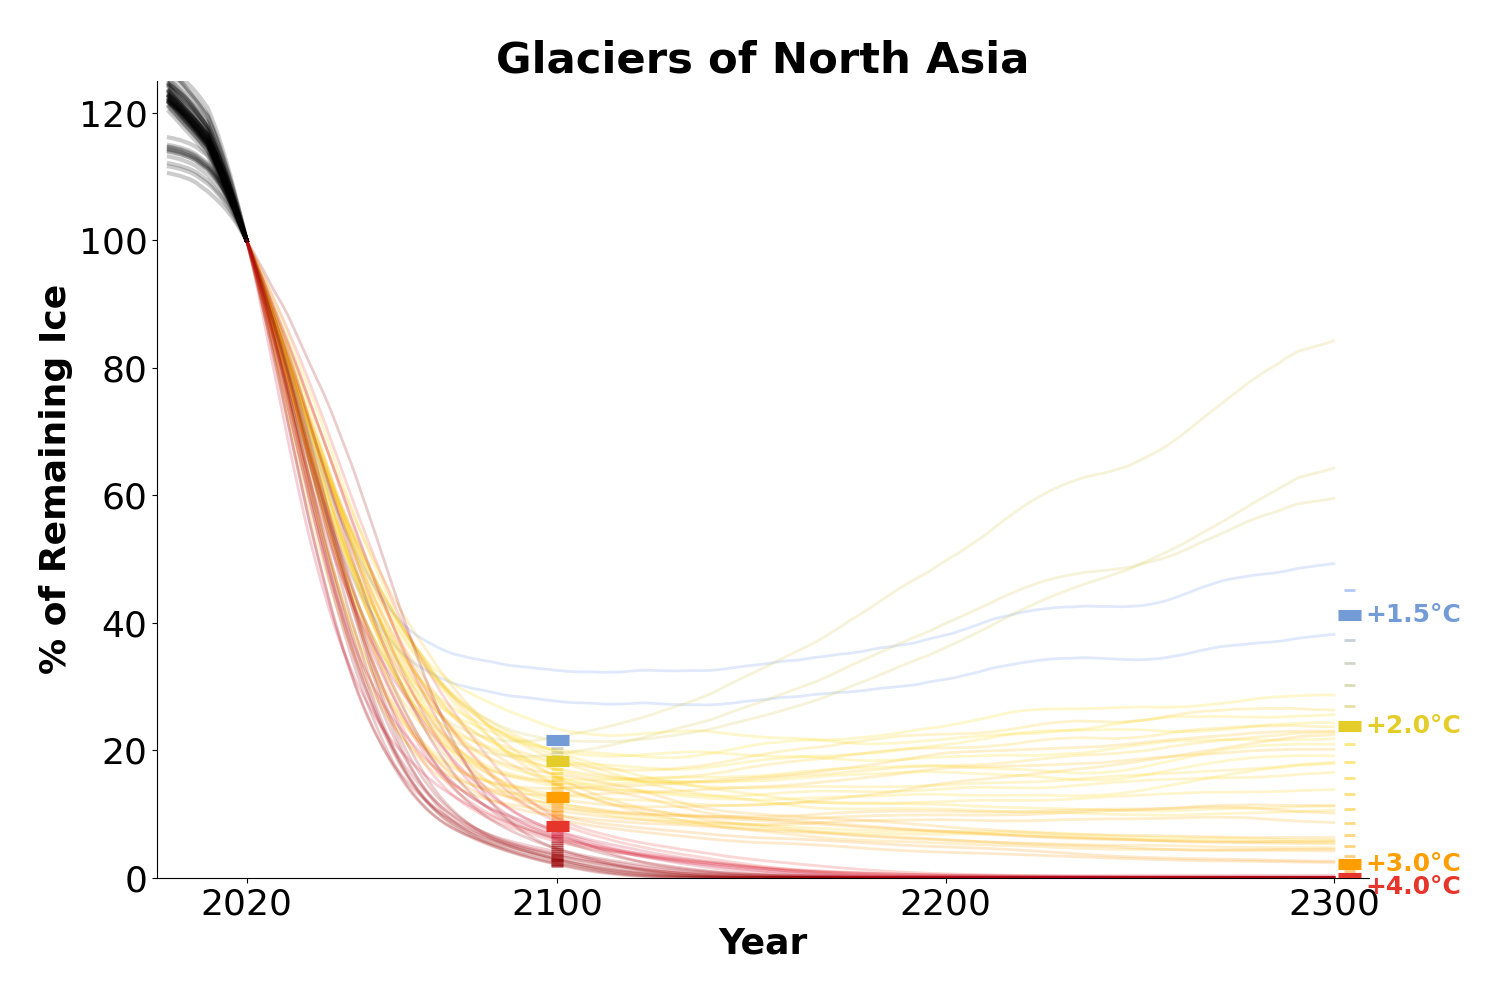 Glaciers of North Asia
% of Remaining Ice
120
100
80
60
40
20
0
+1.5°C
+2.0°C
+3.0°C
+4.0°C
2020
2100
2200
2300
Year